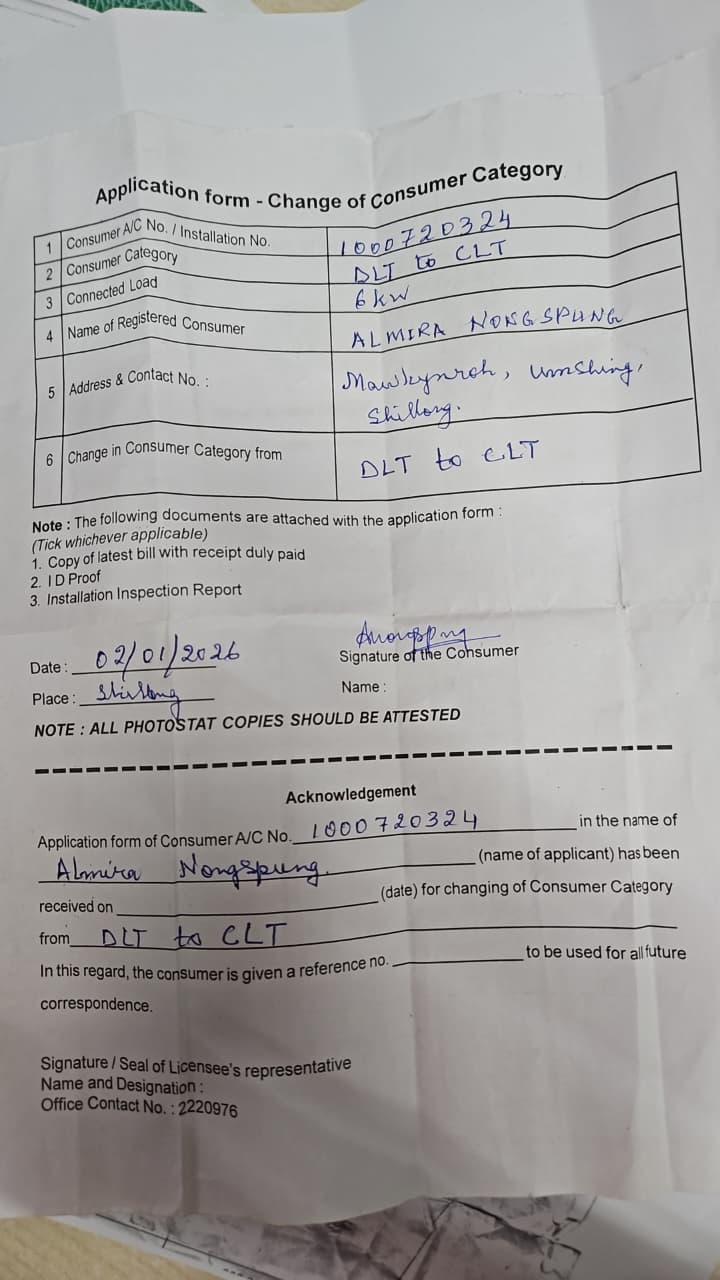 Application form - Change of Consumer Category
1 Consumer A/C No. / Installation No. 1000720324
2 Consumer Category DLT to CLT
3 Connected Load 6kW
4 Name of Registered Consumer ALMIRA NONGSPUNG
5 Address & Contact No. : Mawkynroh, Umshing,
Shillong.
6 Change in Consumer Category from DLT to CLT
Note : The following documents are attached with the application form :
(Tick whichever applicable)
1. Copy of latest bill with receipt duly paid
2. I D Proof
3. Installation Inspection Report
Date : 02/01/2026
Signature of the Consumer
Place : Shillong
Name :
NOTE : ALL PHOTOSTAT COPIES SHOULD BE ATTESTED
Acknowledgement
Application form of Consumer A/C No. 1000720324 in the name of
Almira Nongspung. (name of applicant) has been
received on (date) for changing of Consumer Category
from DLT to CLT
In this regard, the consumer is given a reference no. to be used for all future
correspondence.
Signature / Seal of Licensee's representative
Name and Designation :
Office Contact No. : 2220976